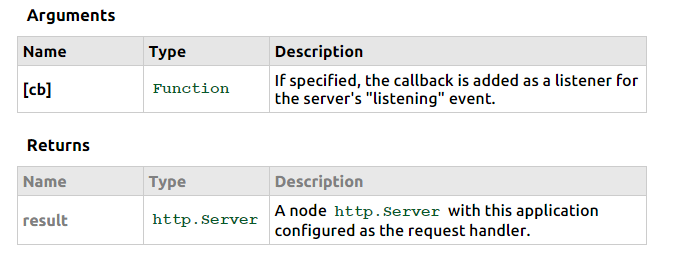 Arguments
Name Type Description
[cb] Function If specified, the callback is added as a listener for
the server's "listening" event.
Returns
Name Type Description
result http.Server A node http.Server with this application
configured as the request handler.